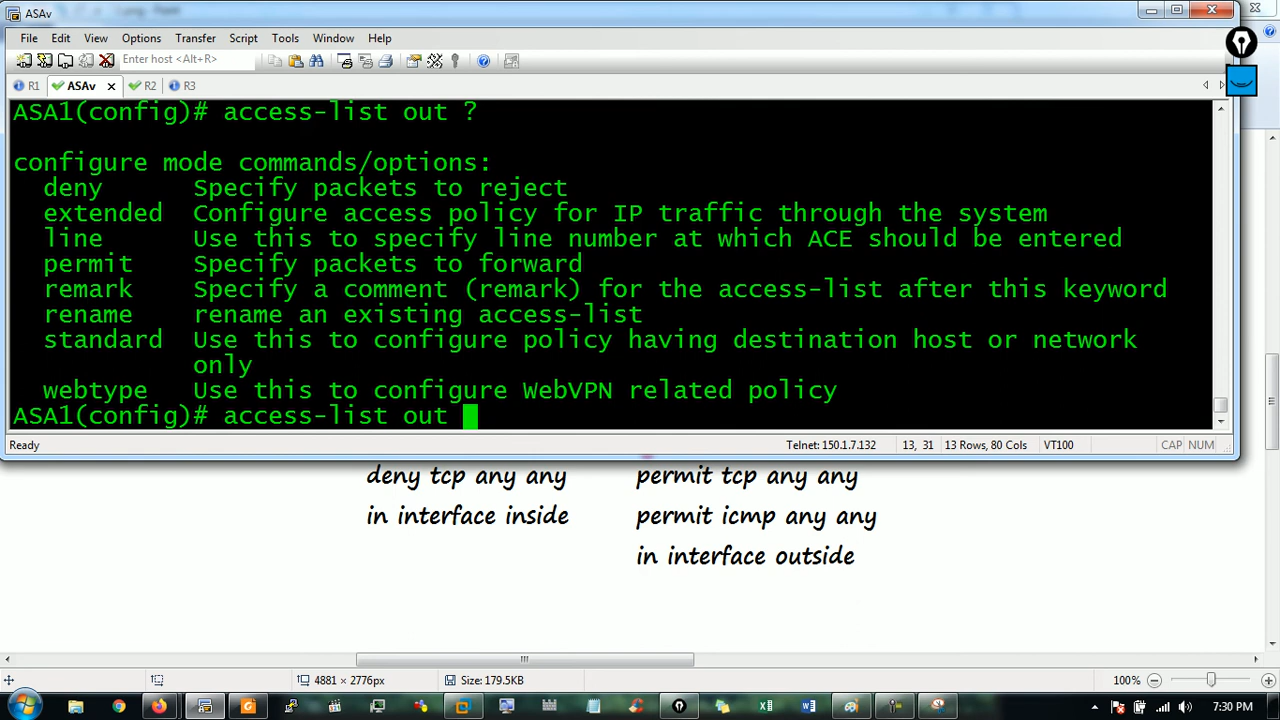 ASAv
File Edit View Options Transfer Script Tools Window Help
Enter host <Alt+R>
R1 ASAv x R2 R3
ASA1(config)# access-list out ?
configure mode commands/options:
deny Specify packets to reject
extended Configure access policy for IP traffic through the system
line Use this to specify line number at which ACE should be entered
permit Specify packets to forward
remark Specify a comment (remark) for the access-list after this keyword
rename rename an existing access-list
standard Use this to configure policy having destination host or network
only
webtype Use this to configure WebVPN related policy
ASA1(config)# access-list out
Ready Telnet: 150.1.7.132 13, 31 13 Rows, 80 Cols VT100 CAP NUM
deny tcp any any permit tcp any any
in interface inside permit icmp any any
in interface outside
4881 × 2776px Size: 179.5KB 100%
7:30 PM